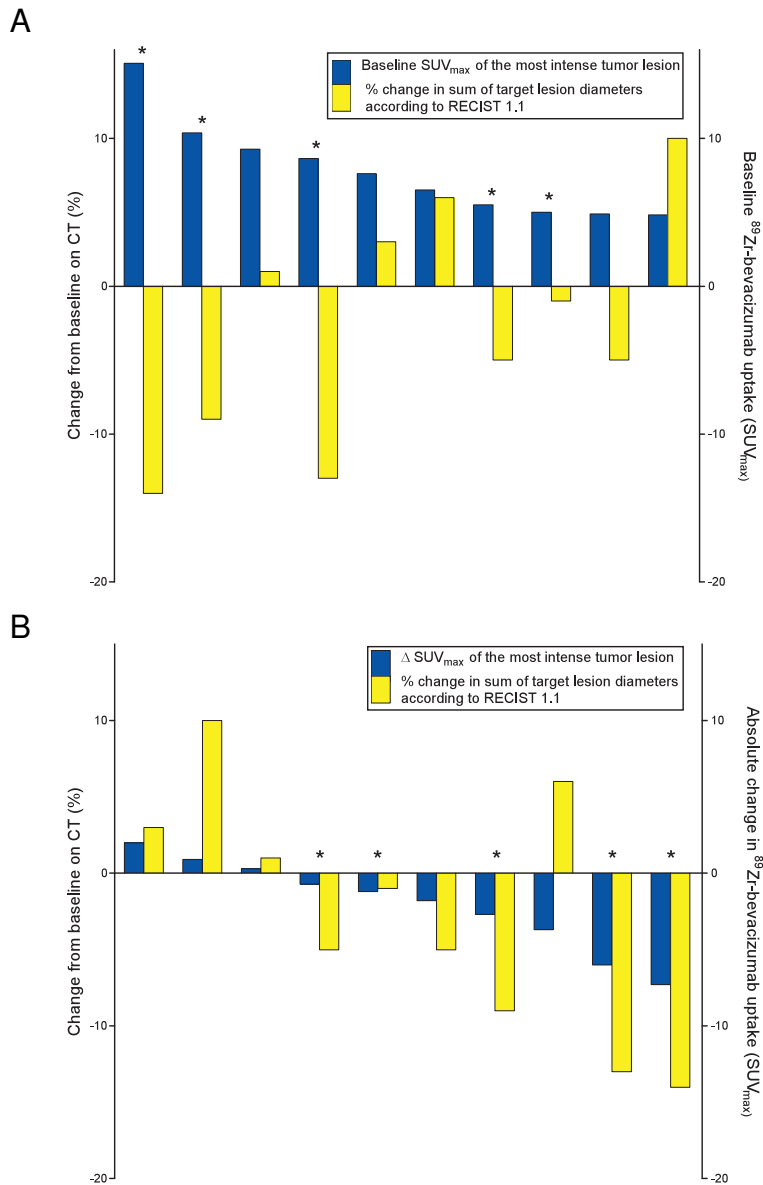 A
*
*
*
*
*
Baseline SUVmax of the most intense tumor lesion
% change in sum of target lesion diameters
according to RECIST 1.1
Change from baseline on CT (%)
10
0
-10
-20
10
0
-10
-20
Baseline 89Zr-bevacizumab uptake (SUVmax)
B
Δ SUVmax of the most intense tumor lesion
% change in sum of target lesion diameters
according to RECIST 1.1
Change from baseline on CT (%)
10
0
-10
-20
*
*
*
*
*
10
0
-10
-20
Absolute change in 89Zr-bevacizumab uptake (SUVmax)